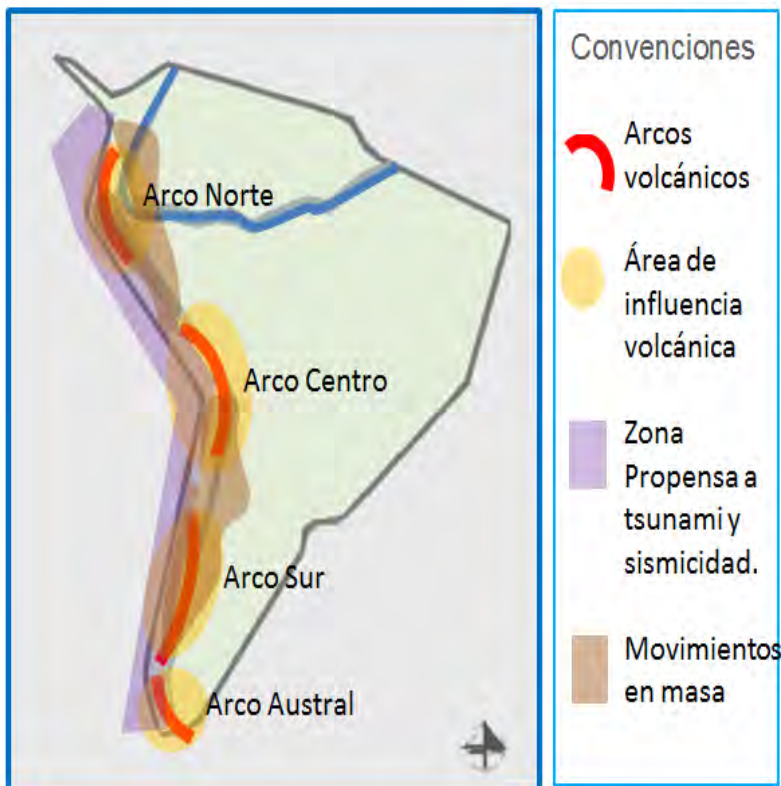 Arco Norte
Arco Centro
Arco Sur
Arco Austral
Convenciones
Arcos
volcánicos
Área de
influencia
volcánica
Zona
Propensa a
tsunami y
sismicidad.
Movimientos
en masa